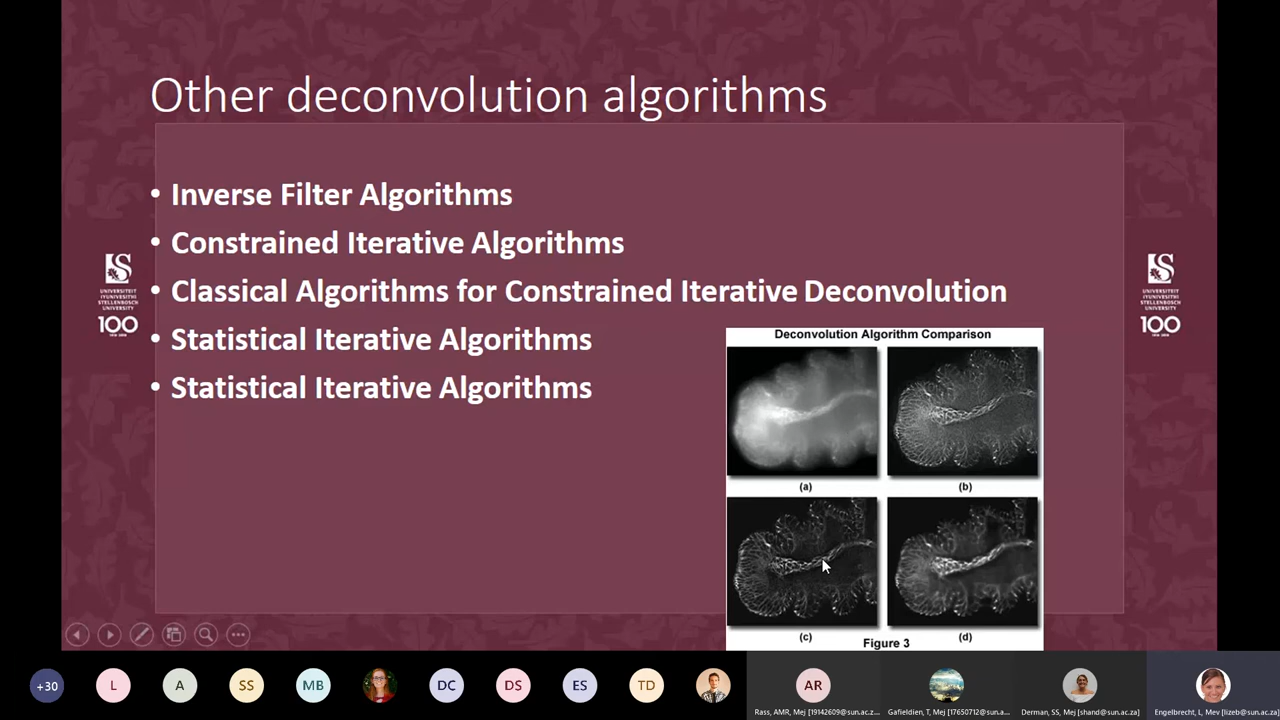 Other deconvolution algorithms
• Inverse Filter Algorithms
• Constrained Iterative Algorithms
• Classical Algorithms for Constrained Iterative Deconvolution
• Statistical Iterative Algorithms
• Statistical Iterative Algorithms
UNIVERSITEIT
iYUNIVESITHI
STELLENBOSCH
UNIVERSITY
100
UNIVERSITEIT
iYUNIVESITHI
STELLENBOSCH
UNIVERSITY
100
Deconvolution Algorithm Comparison
(a) (b)
(c) (d)
Figure 3
+30 L A SS MB DC DS ES TD AR
Rass, AMR, Mej [19142609@sun.ac.z...
Gafieldien, T, Mej [17650712@sun.a...
Derman, SS, Mej [shand@sun.ac.za]
Engelbrecht, L, Mev [lizeb@sun.ac.za]